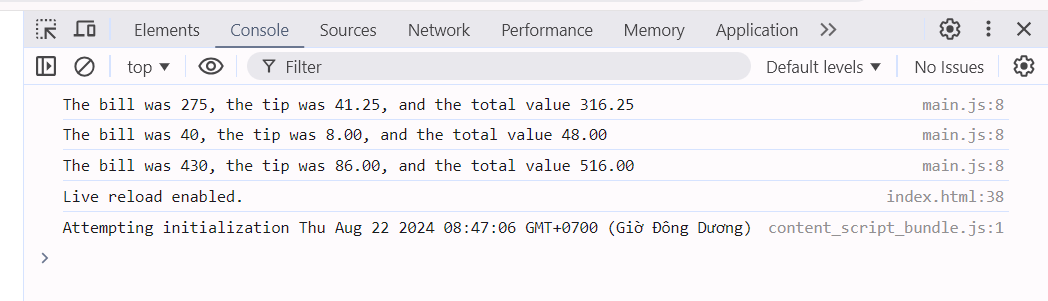 Elements Console Sources Network Performance Memory Application
top Filter Default levels No Issues
The bill was 275, the tip was 41.25, and the total value 316.25 main.js:8
The bill was 40, the tip was 8.00, and the total value 48.00 main.js:8
The bill was 430, the tip was 86.00, and the total value 516.00 main.js:8
Live reload enabled. index.html:38
Attempting initialization Thu Aug 22 2024 08:47:06 GMT+0700 (Giờ Đông Dương) content_script_bundle.js:1